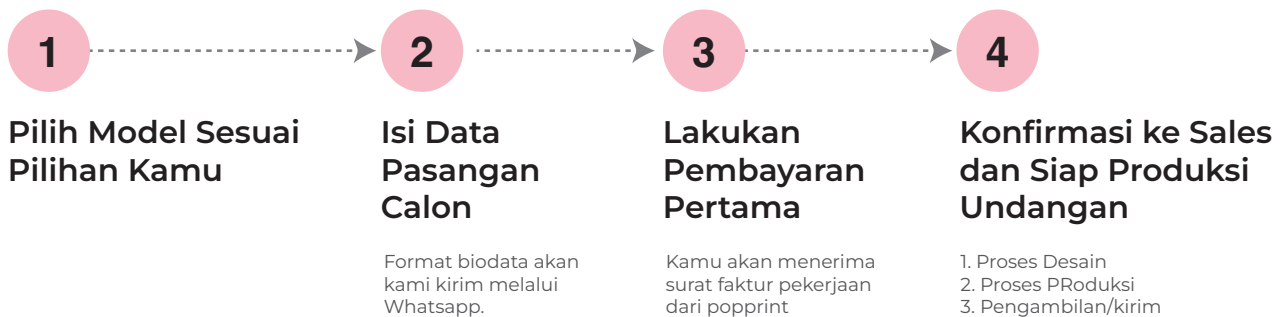 1
Pilih Model Sesuai
Pilihan Kamu
2
Isi Data
Pasangan
Calon
Format biodata akan
kami kirim melalui
Whatsapp.
3
Lakukan
Pembayaran
Pertama
Kamu akan menerima
surat faktur pekerjaan
dari popprint
4
Konfirmasi ke Sales
dan Siap Produksi
Undangan
1. Proses Desain
2. Proses PRoduksi
3. Pengambilan/kirim